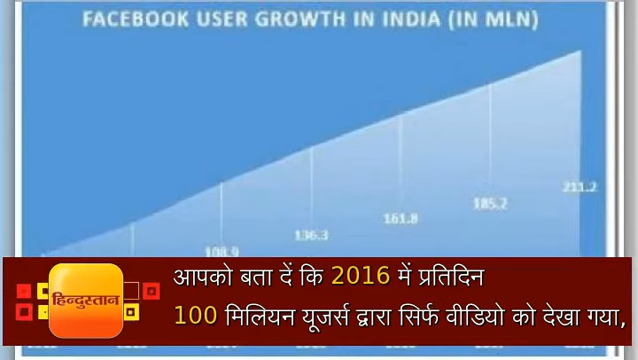 FACEBOOK USER GROWTH IN INDIA (IN MLN)
211.2
185.2
161.8
136.3
108.9
आपको बता दें कि 2016 में प्रतिदिन
हिन्दुस्तान
100 मिलियन यूजर्स द्वारा सिर्फ वीडियो को देखा गया,